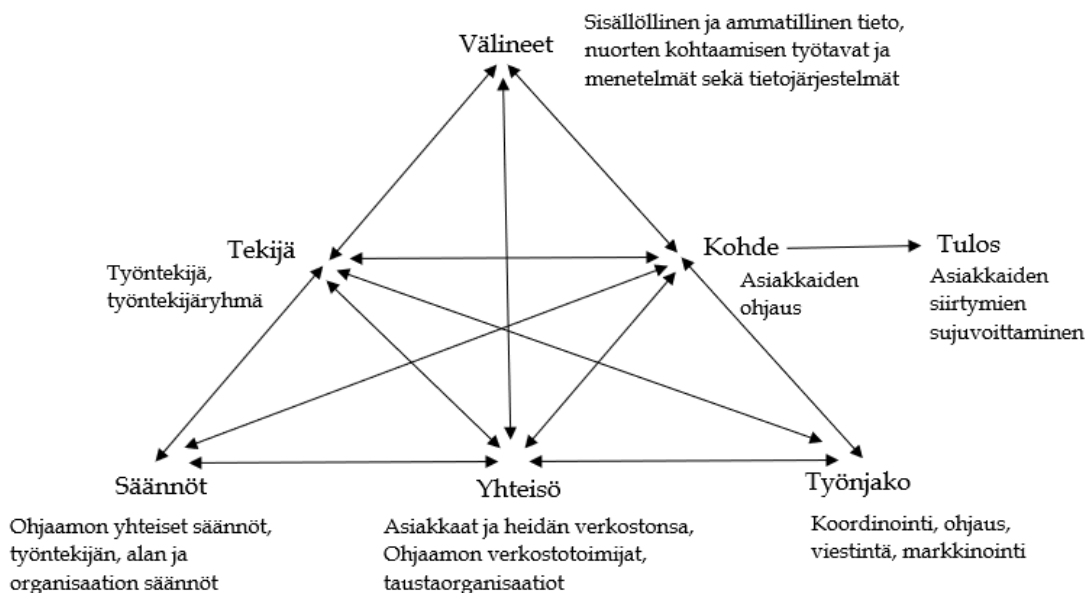 Välineet
Sisällöllinen ja ammatillinen tieto,
nuorten kohtaamisen työtavat ja
menetelmät sekä tietojärjestelmät
Tekijä
Työntekijä,
työntekijäryhmä
Kohde
Asiakkaiden
ohjaus
Tulos
Asiakkaiden
siirtymien
sujuvoittaminen
Säännöt
Ohjaamon yhteiset säännöt,
työntekijän, alan ja
organisaation säännöt
Yhteisö
Asiakkaat ja heidän verkostonsa,
Ohjaamon verkostotoimijat,
taustaorganisaatiot
Työnjako
Koordinointi, ohjaus,
viestintä, markkinointi